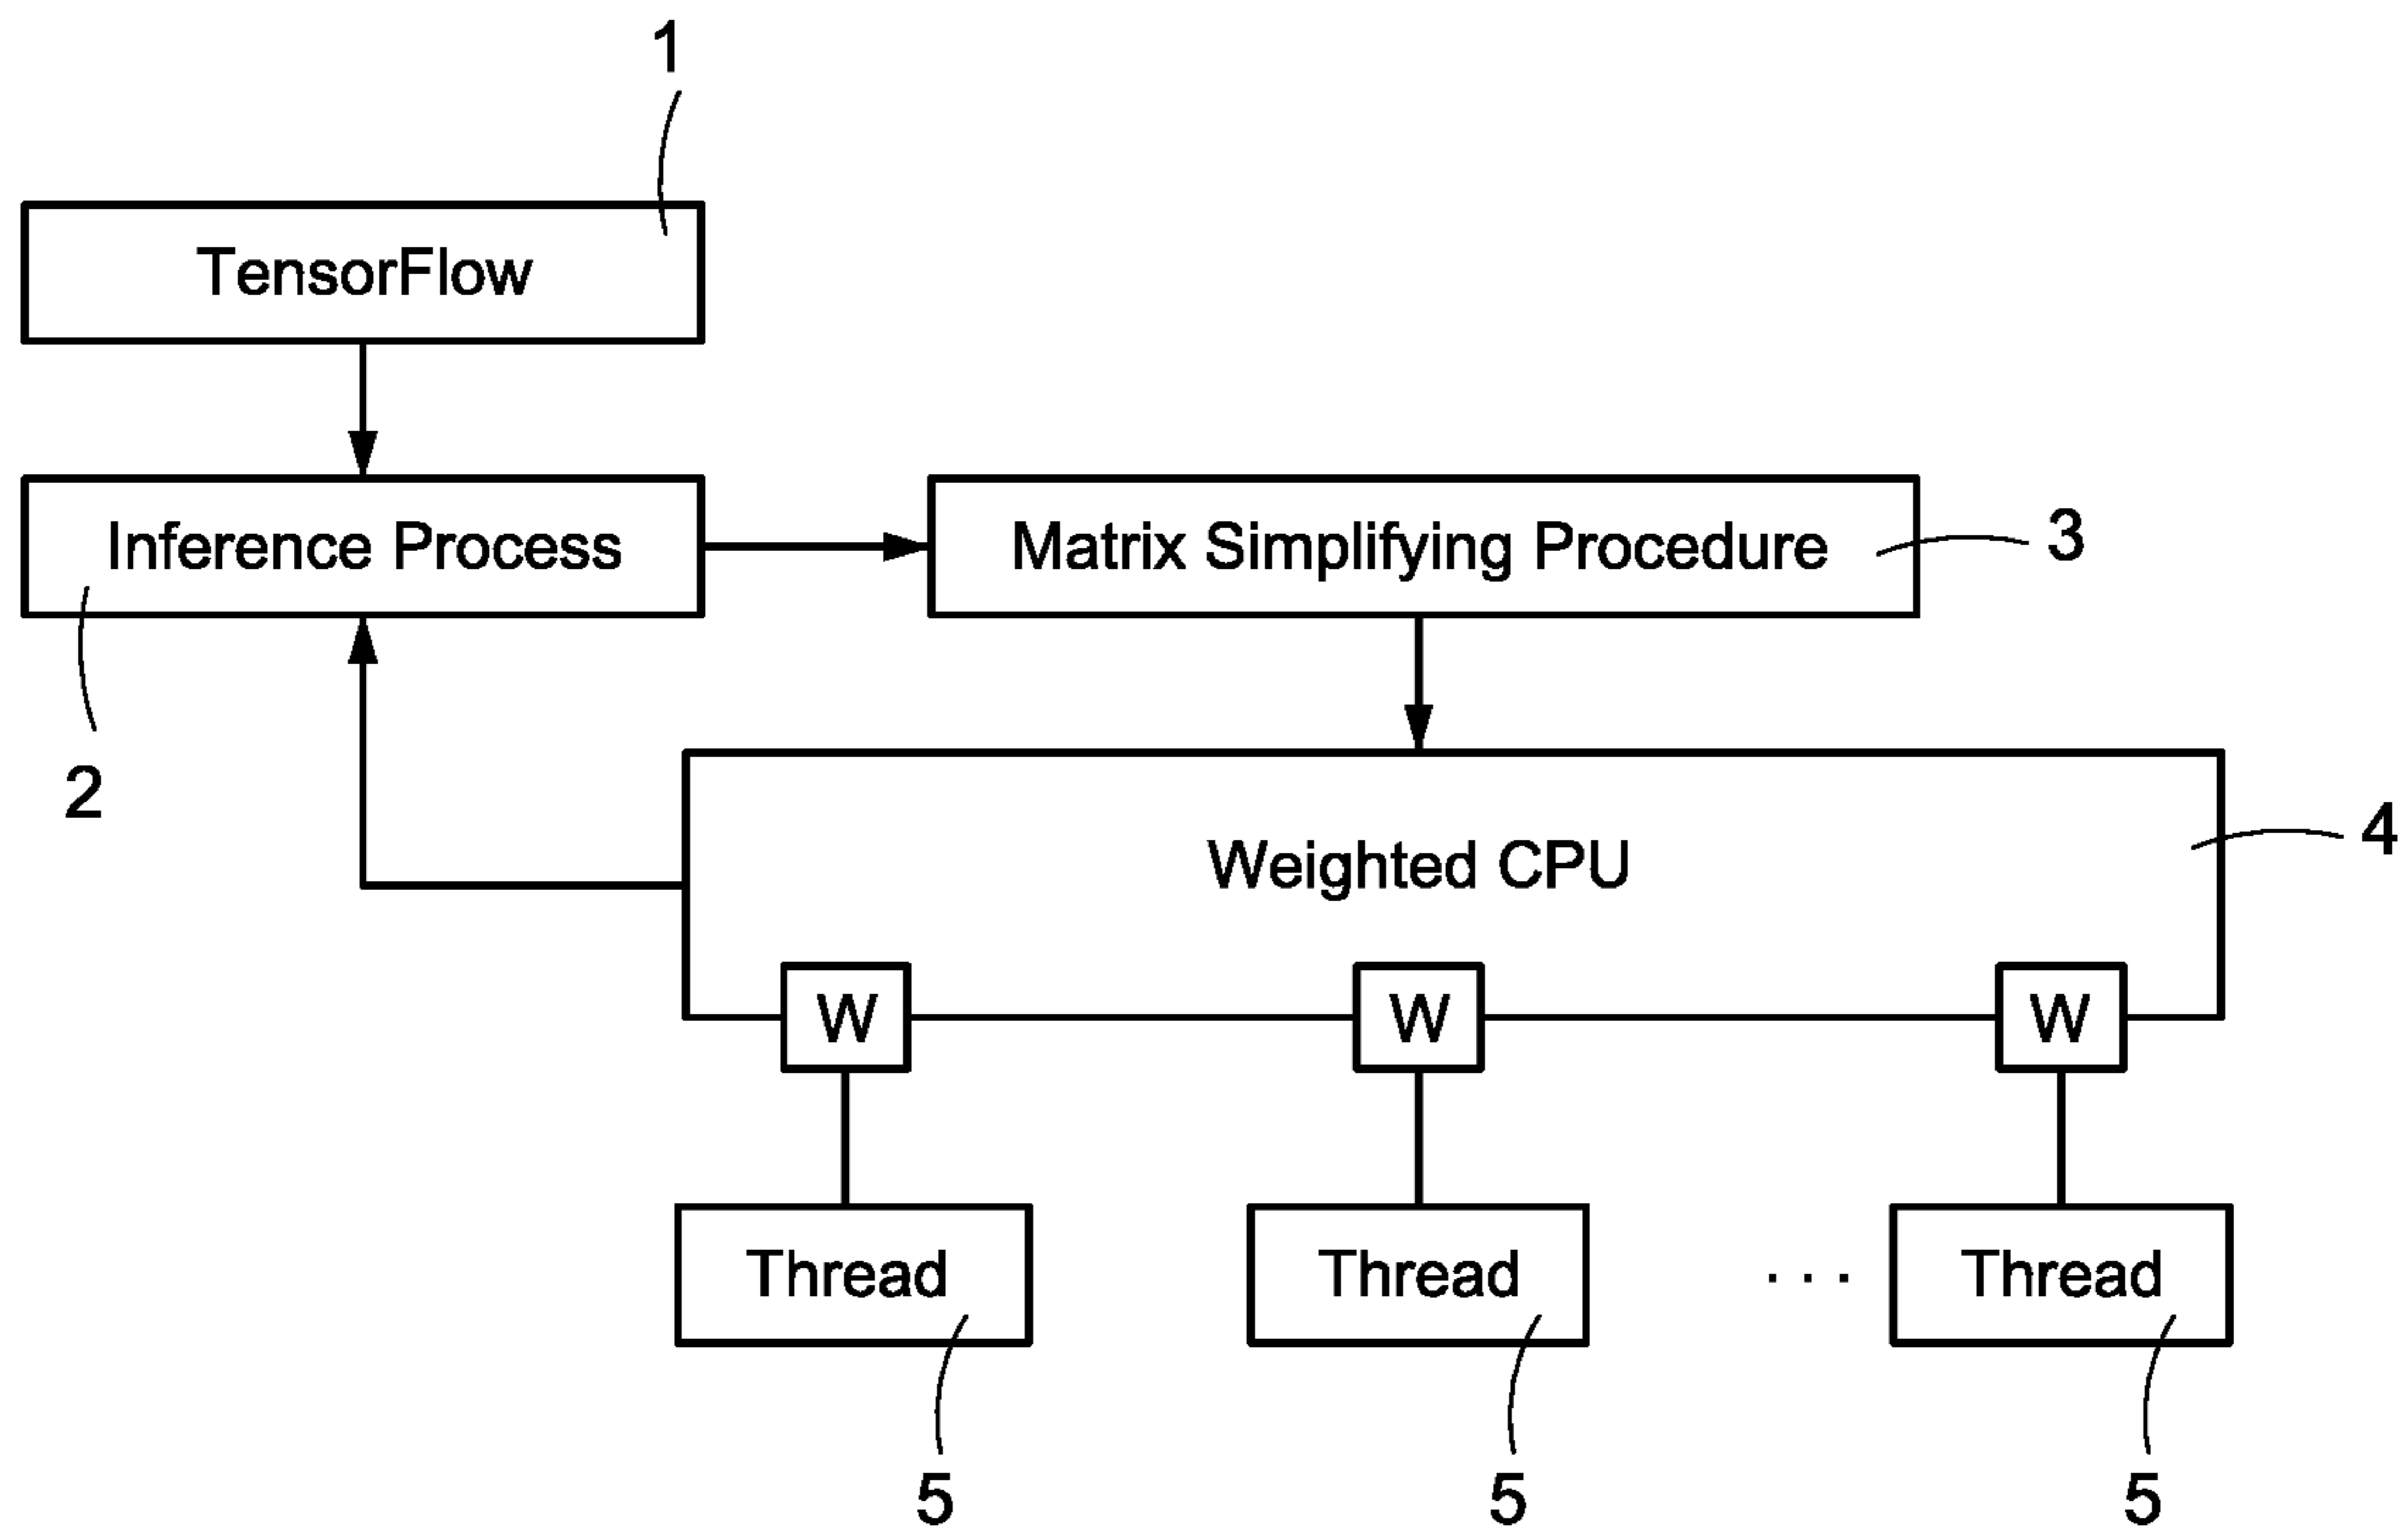 1
TensorFlow
Inference Process
Matrix Simplifying Procedure
3
2
Weighted CPU
4
W
W
W
Thread
Thread
. . .
Thread
5
5
5